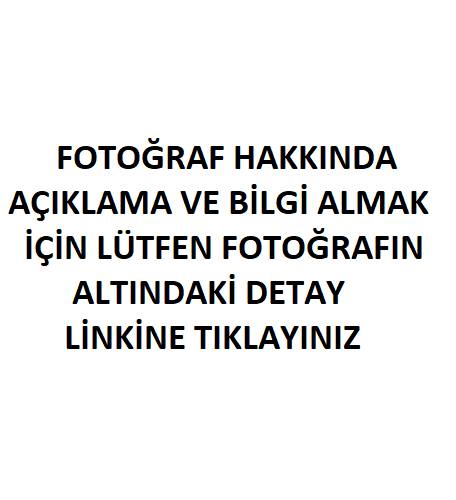 FOTOĞRAF HAKKINDA
AÇIKLAMA VE BİLGİ ALMAK
İÇİN LÜTFEN FOTOĞRAFIN
ALTINDAKİ DETAY
LİNKİNE TIKLAYINIZ